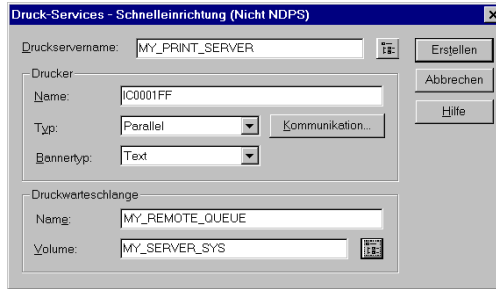 Druck-Services - Schnelleinrichtung (Nicht NDPS)
Druckservername: MY_PRINT_SERVER
Erstellen
Drucker
Abbrechen
Name: IC0001FF
Hilfe
Typ: Parallel Kommunikation...
Bannertyp: Text
Druckwarteschlange
Name: MY_REMOTE_QUEUE
Volume: MY_SERVER_SYS